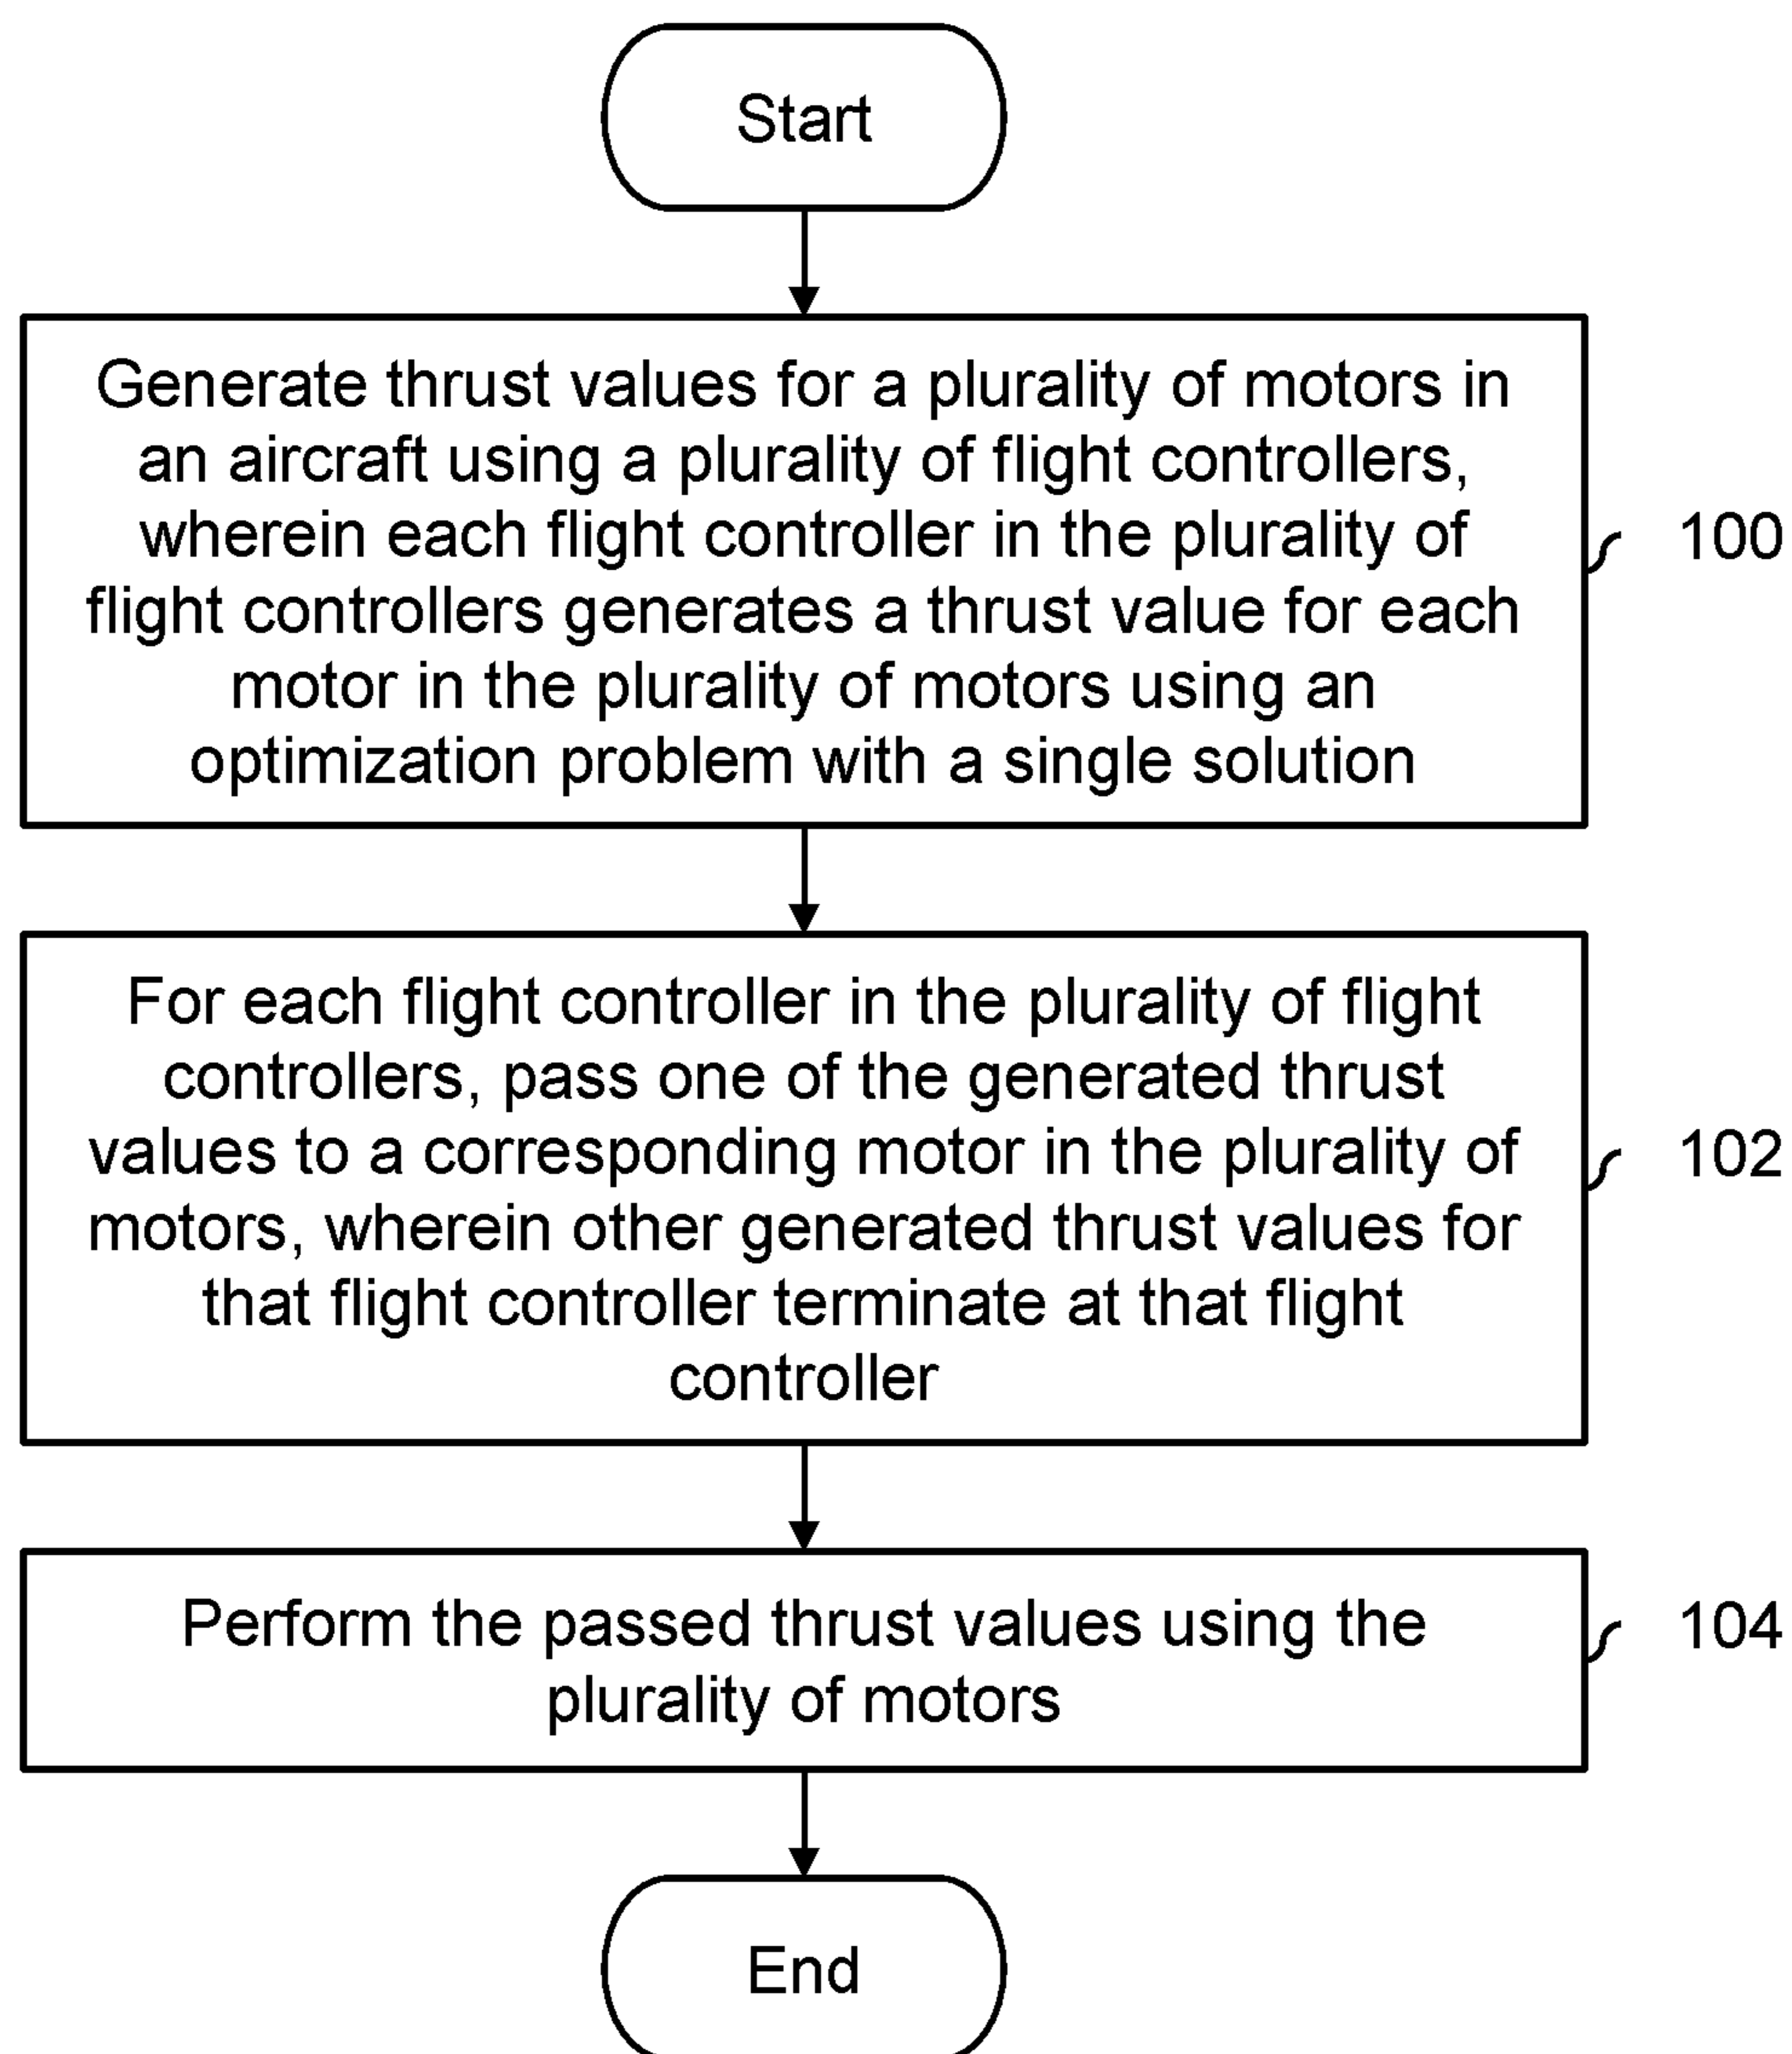 Start
Generate thrust values for a plurality of motors in
an aircraft using a plurality of flight controllers,
wherein each flight controller in the plurality of
flight controllers generates a thrust value for each
motor in the plurality of motors using an
optimization problem with a single solution
100
For each flight controller in the plurality of flight
controllers, pass one of the generated thrust
values to a corresponding motor in the plurality of
motors, wherein other generated thrust values for
that flight controller terminate at that flight
controller
102
Perform the passed thrust values using the
plurality of motors
104
End